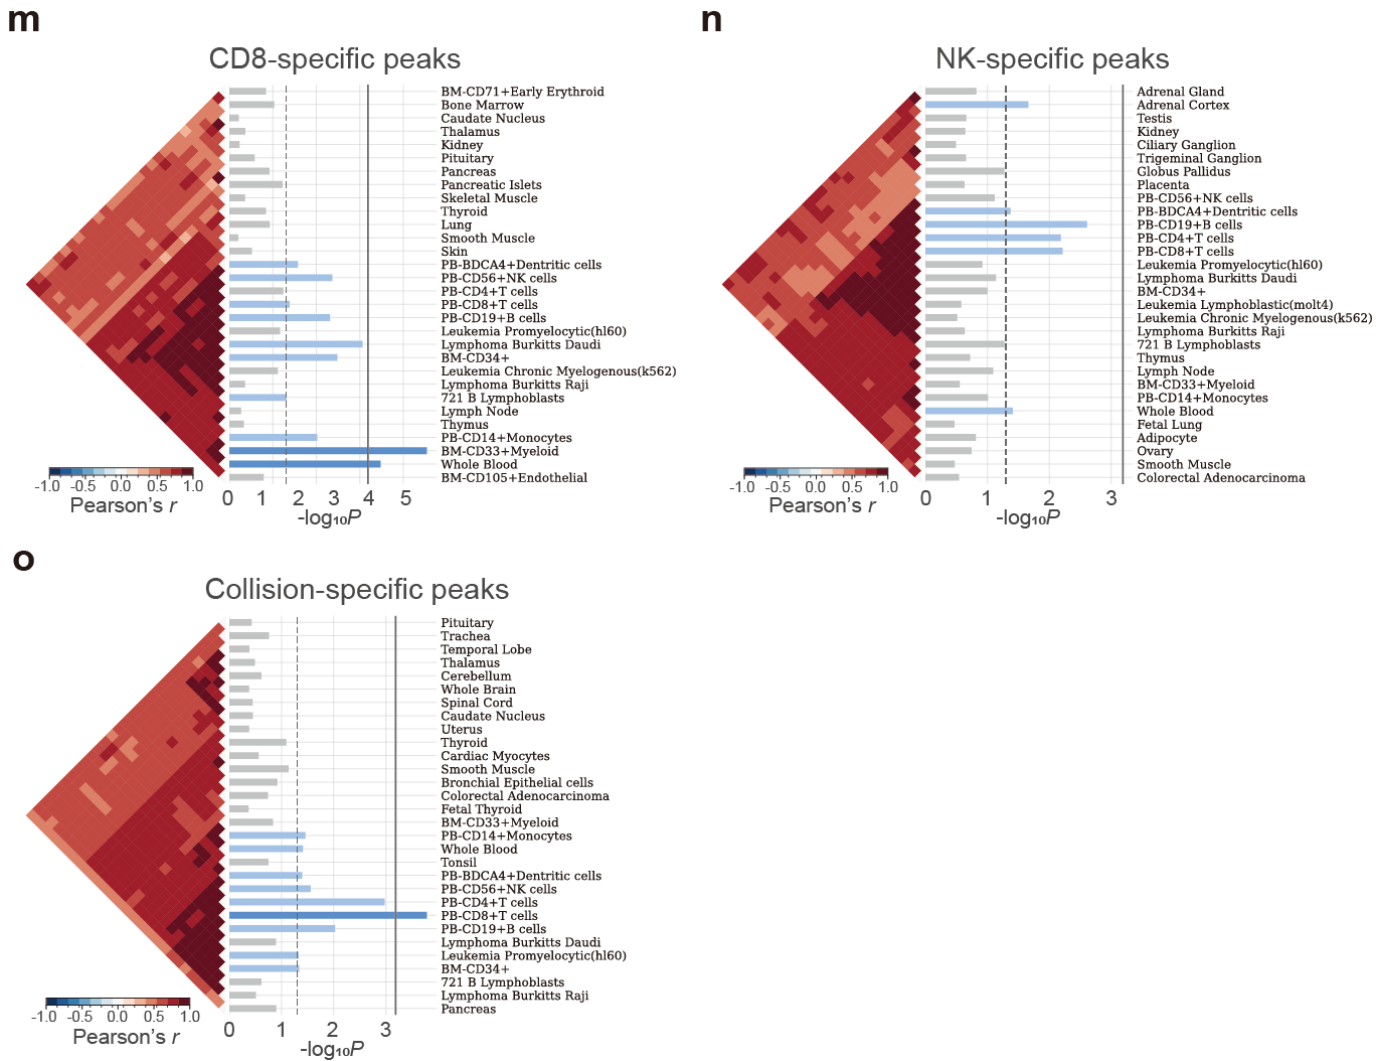 m
CD8-specific peaks
BM-CD71+Early Erythroid
Bone Marrow
Caudate Nucleus
Thalamus
Kidney
Pituitary
Pancreas
Pancreatic Islets
Skeletal Muscle
Thyroid
Lung
Smooth Muscle
Skin
PB-BDCA4+Dentritic cells
PB-CD56+NK cells
PB-CD4+T cells
PB-CD8+T cells
PB-CD19+B cells
Leukemia Promyelocytic(hl60)
Lymphoma Burkitts Daudi
BM-CD34+
Leukemia Chronic Myelogenous(k562)
Lymphoma Burkitts Raji
721 B Lymphoblasts
Lymph Node
Thymus
PB-CD14+Monocytes
BM-CD33+Myeloid
Whole Blood
BM-CD105+Endothelial
-1.0 -0.5 0.0 0.5 1.0
Pearson's r
0 1 2 3 4 5
-log₁₀P
n
NK-specific peaks
Adrenal Gland
Adrenal Cortex
Testis
Kidney
Ciliary Ganglion
Trigeminal Ganglion
Globus Pallidus
Placenta
PB-CD56+NK cells
PB-BDCA4+Dentritic cells
PB-CD19+B cells
PB-CD4+T cells
PB-CD8+T cells
Leukemia Promyelocytic(hl60)
Lymphoma Burkitts Daudi
BM-CD34+
Leukemia Lymphoblastic(molt4)
Leukemia Chronic Myelogenous(k562)
Lymphoma Burkitts Raji
721 B Lymphoblasts
Thymus
Lymph Node
BM-CD33+Myeloid
PB-CD14+Monocytes
Whole Blood
Fetal Lung
Adipocyte
Ovary
Smooth Muscle
Colorectal Adenocarcinoma
-1.0 -0.5 0.0 0.5 1.0
Pearson's r
0 1 2 3
-log₁₀P
o
Collision-specific peaks
Pituitary
Trachea
Temporal Lobe
Thalamus
Cerebellum
Whole Brain
Spinal Cord
Caudate Nucleus
Uterus
Thyroid
Cardiac Myocytes
Smooth Muscle
Bronchial Epithelial cells
Colorectal Adenocarcinoma
Fetal Thyroid
BM-CD33+Myeloid
PB-CD14+Monocytes
Whole Blood
Tonsil
PB-BDCA4+Dentritic cells
PB-CD56+NK cells
PB-CD4+T cells
PB-CD8+T cells
PB-CD19+B cells
Lymphoma Burkitts Daudi
Leukemia Promyelocytic(hl60)
BM-CD34+
721 B Lymphoblasts
Lymphoma Burkitts Raji
Pancreas
-1.0 -0.5 0.0 0.5 1.0
Pearson's r
0 1 2 3
-log₁₀P